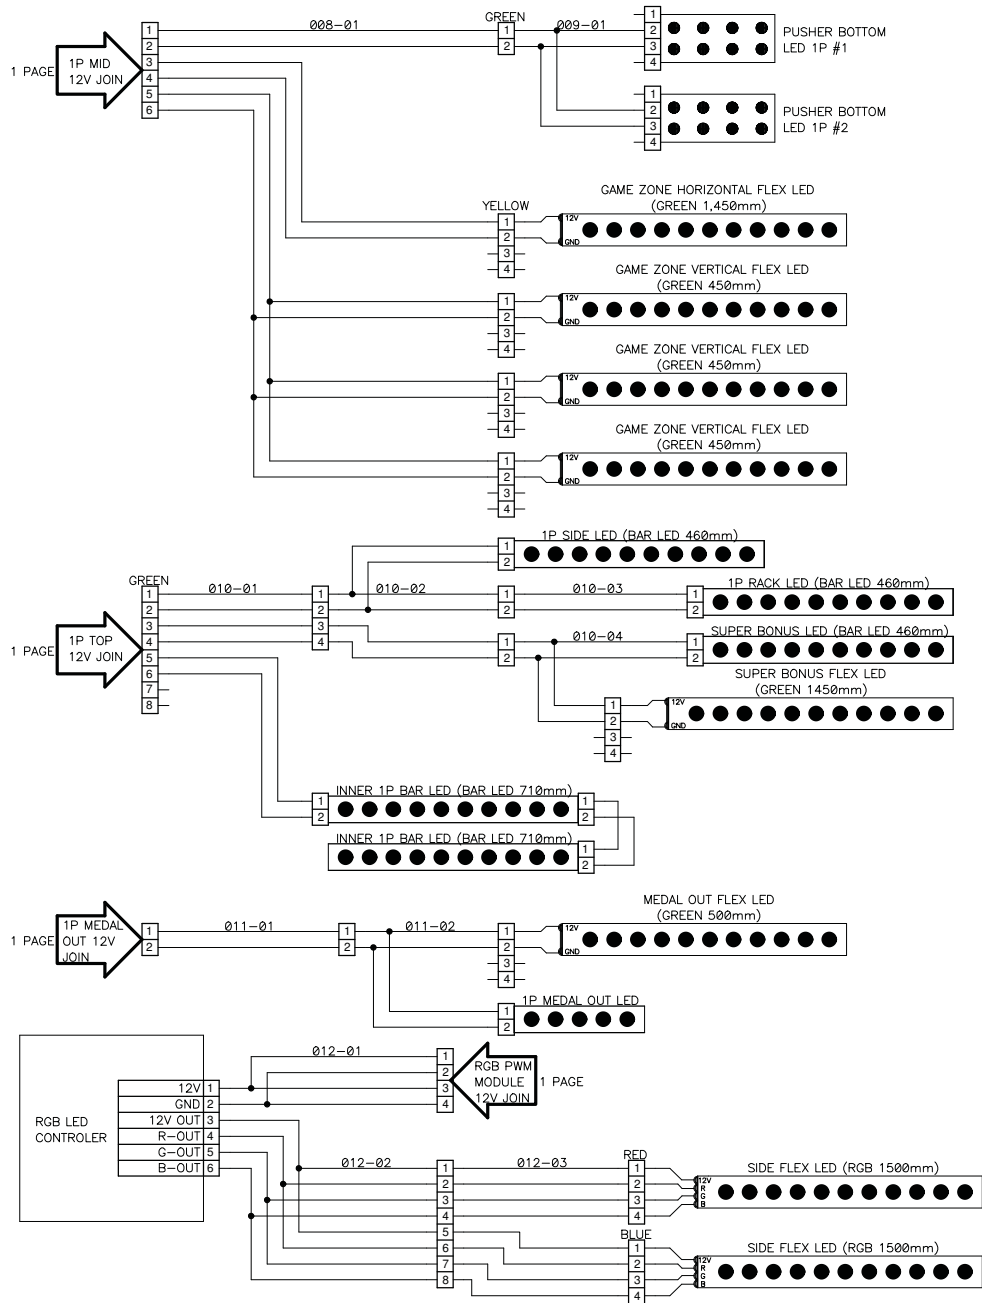 008-01
GREEN
009-01
1
2
3
4
PUSHER BOTTOM
LED 1P #1
1 PAGE
1P MID
12V JOIN
1
2
3
4
5
6
1
2
1
2
3
4
PUSHER BOTTOM
LED 1P #2
YELLOW
GAME ZONE HORIZONTAL FLEX LED
(GREEN 1,450mm)
1
2
3
4
12V
GND
GAME ZONE VERTICAL FLEX LED
(GREEN 450mm)
1
2
3
4
12V
GND
GAME ZONE VERTICAL FLEX LED
(GREEN 450mm)
1
2
3
4
12V
GND
GAME ZONE VERTICAL FLEX LED
(GREEN 450mm)
1
2
3
4
12V
GND
1P SIDE LED (BAR LED 460mm)
1
2
GREEN
010-01
010-02
010-03
1P RACK LED (BAR LED 460mm)
1 PAGE
1P TOP
12V JOIN
1
2
3
4
5
6
7
8
1
2
3
4
1
2
1
2
010-04
SUPER BONUS LED (BAR LED 460mm)
1
2
1
2
SUPER BONUS FLEX LED
(GREEN 1450mm)
1
2
3
4
12V
GND
INNER 1P BAR LED (BAR LED 710mm)
1
2
1
2
INNER 1P BAR LED (BAR LED 710mm)
1
2
1 PAGE
1P MEDAL
OUT 12V
JOIN
1
2
011-01
1
2
011-02
MEDAL OUT FLEX LED
(GREEN 500mm)
1
2
3
4
12V
GND
1P MEDAL OUT LED
1
2
RGB LED
CONTROLER
12V 1
GND 2
12V OUT 3
R-OUT 4
G-OUT 5
B-OUT 6
012-01
1
2
3
4
RGB PWM
MODULE
12V JOIN
1 PAGE
012-02
012-03
1
2
3
4
5
6
7
8
RED
1
2
3
4
SIDE FLEX LED (RGB 1500mm)
12V
R
G
B
BLUE
1
2
3
4
SIDE FLEX LED (RGB 1500mm)
12V
R
G
B